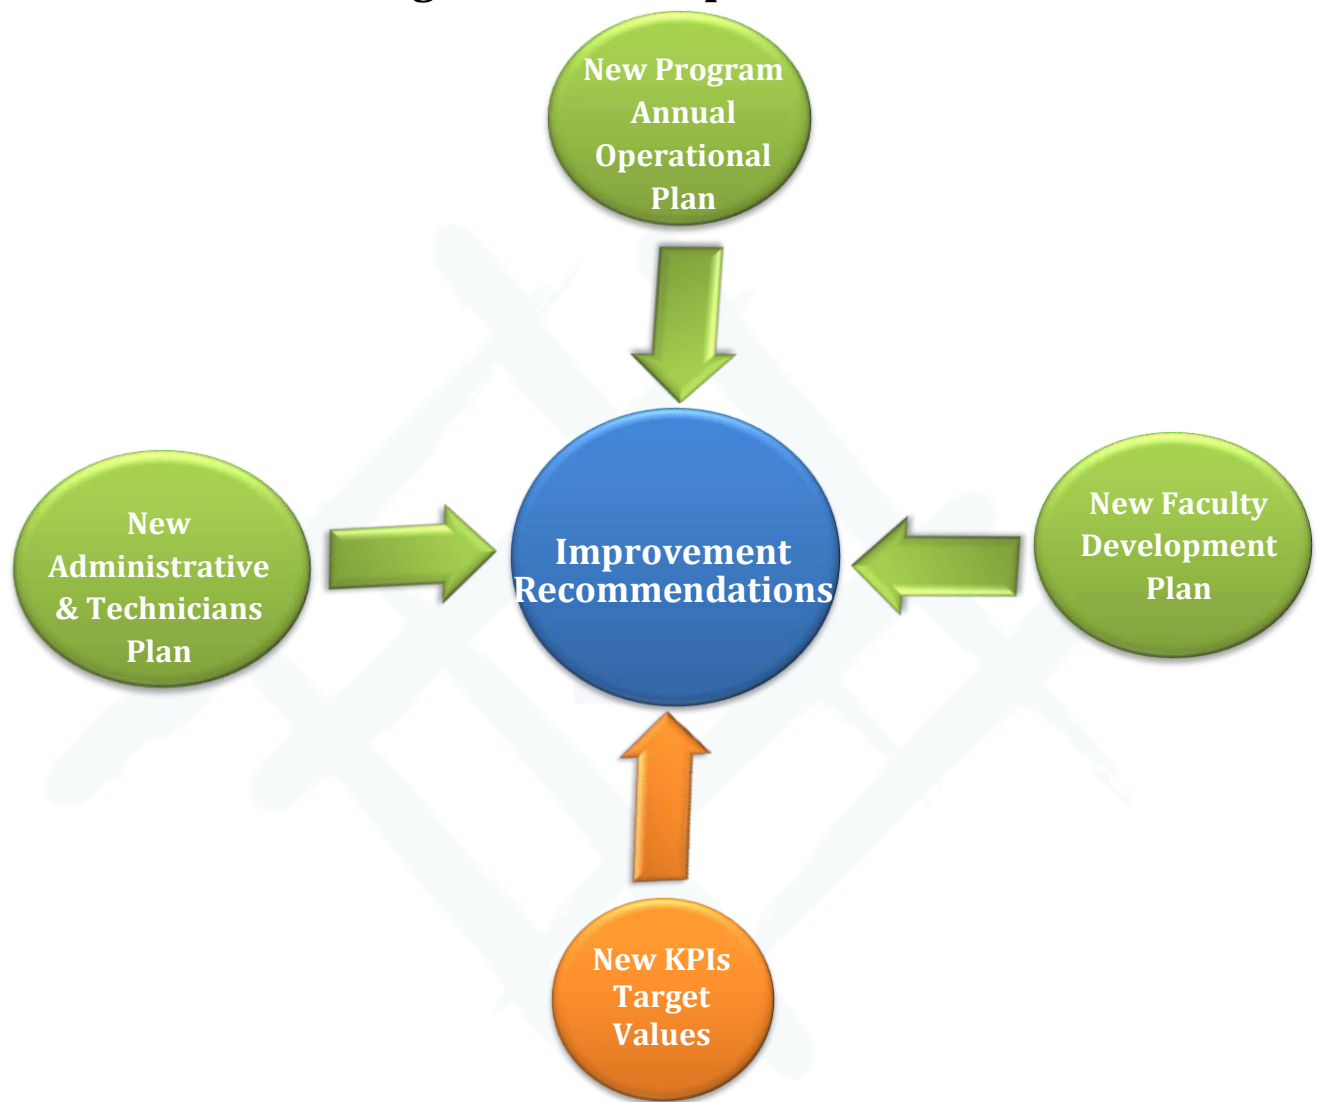 New Program
Annual
Operational
Plan
New
Administrative
& Technicians
Plan
Improvement
Recommendations
New Faculty
Development
Plan
New KPIs
Target
Values